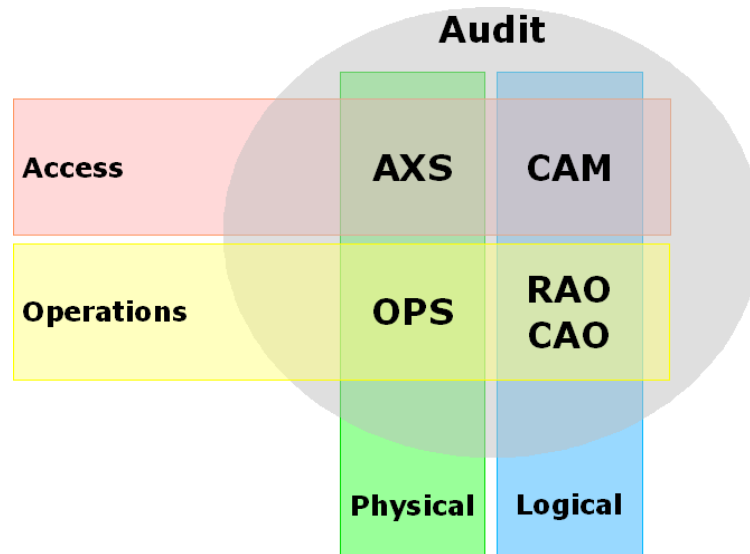 Audit
Access
AXS
CAM
Operations
OPS
RAO
CAO
Physical
Logical